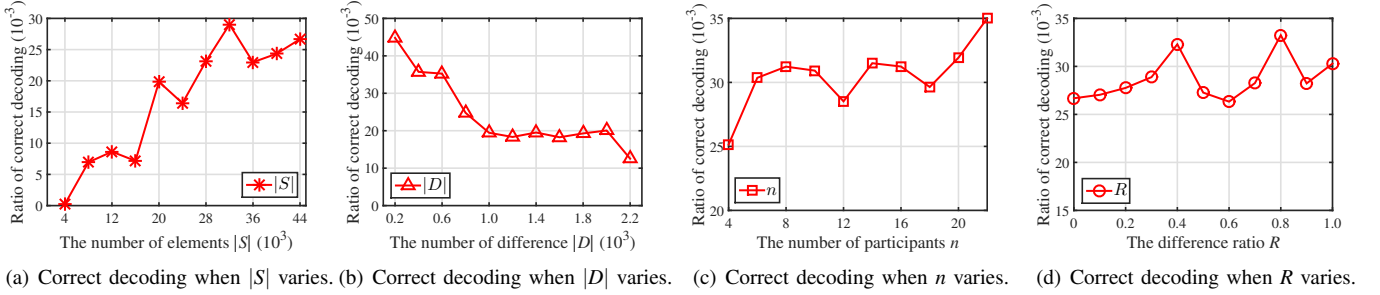 Ratio of correct decoding (10^-3)
30
25
20
15
10
5
0
4
12
20
28
36
44
|S|
The number of elements |S| (10^3)
(a) Correct decoding when |S| varies.
Ratio of correct decoding (10^-3)
50
40
30
20
10
0
0.2
0.6
1.0
1.4
1.8
2.2
|D|
The number of difference |D| (10^3)
(b) Correct decoding when |D| varies.
Ratio of correct decoding (10^-3)
35
30
25
20
4
8
12
16
20
n
The number of participants n
(c) Correct decoding when n varies.
Ratio of correct decoding (10^-3)
35
30
25
20
15
0
0.2
0.4
0.6
0.8
1.0
R
The difference ratio R
(d) Correct decoding when R varies.